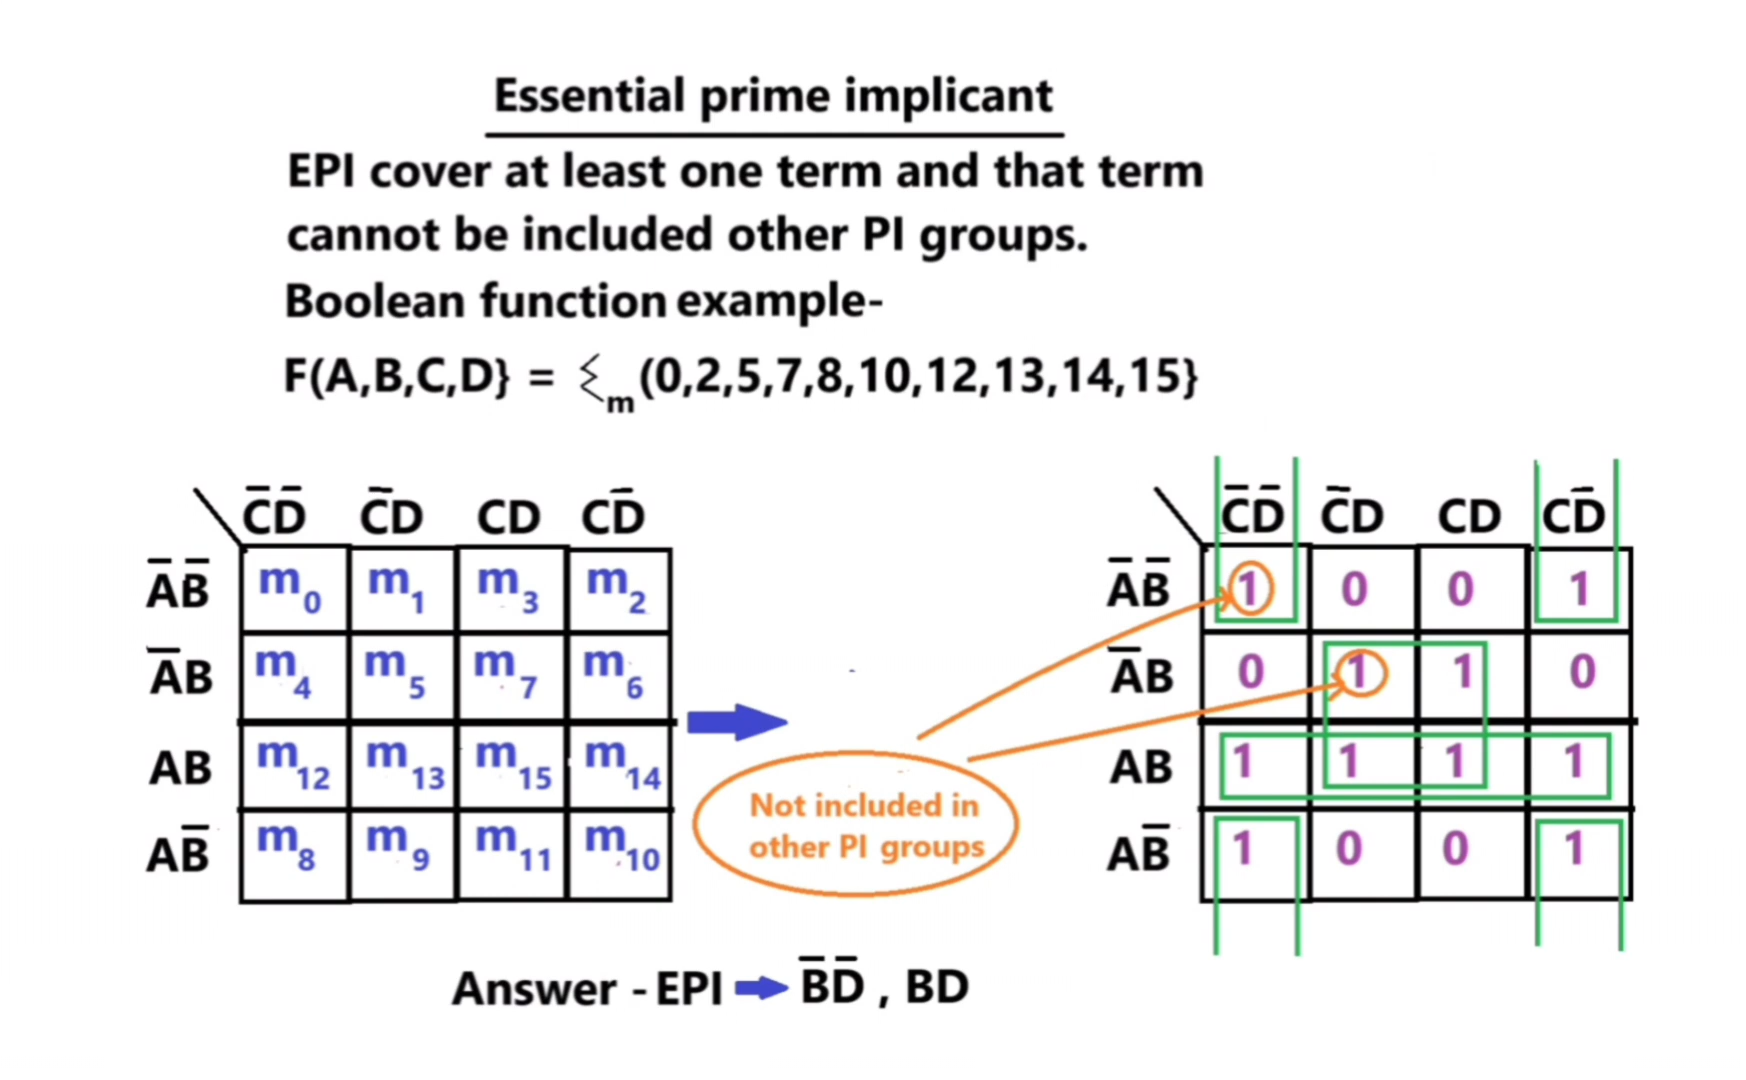 Essential prime implicant
EPI cover at least one term and that term
cannot be included other PI groups.
Boolean function example-
F(A,B,C,D} = Σm (0,2,5,7,8,10,12,13,14,15}
C̅D̅ C̅D CD CD̅
A̅B̅ m0 m1 m3 m2
A̅B m4 m5 m7 m6
AB m12 m13 m15 m14
AB̅ m8 m9 m11 m10
Not included in
other PI groups
C̅D̅ C̅D CD CD̅
A̅B̅ 1 0 0 1
A̅B 0 1 1 0
AB 1 1 1 1
AB̅ 1 0 0 1
Answer - EPI B̅D̅ , BD